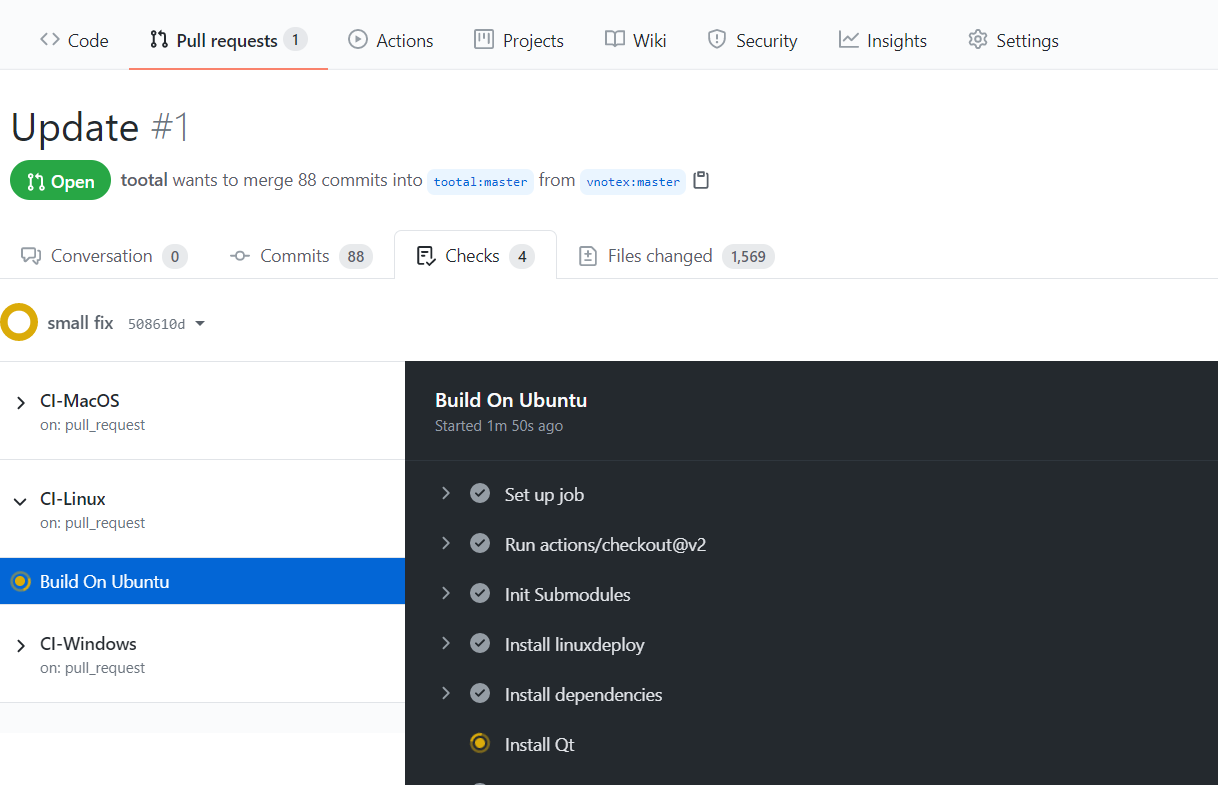 Code Pull requests 1 Actions Projects Wiki Security Insights Settings
Update #1
Open tootal wants to merge 88 commits into tootal:master from vnotex:master
Conversation 0 Commits 88 Checks 4 Files changed 1,569
small fix 508610d
CI-MacOS
on: pull_request
CI-Linux
on: pull_request
Build On Ubuntu
CI-Windows
on: pull_request
Build On Ubuntu
Started 1m 50s ago
Set up job
Run actions/checkout@v2
Init Submodules
Install linuxdeploy
Install dependencies
Install Qt